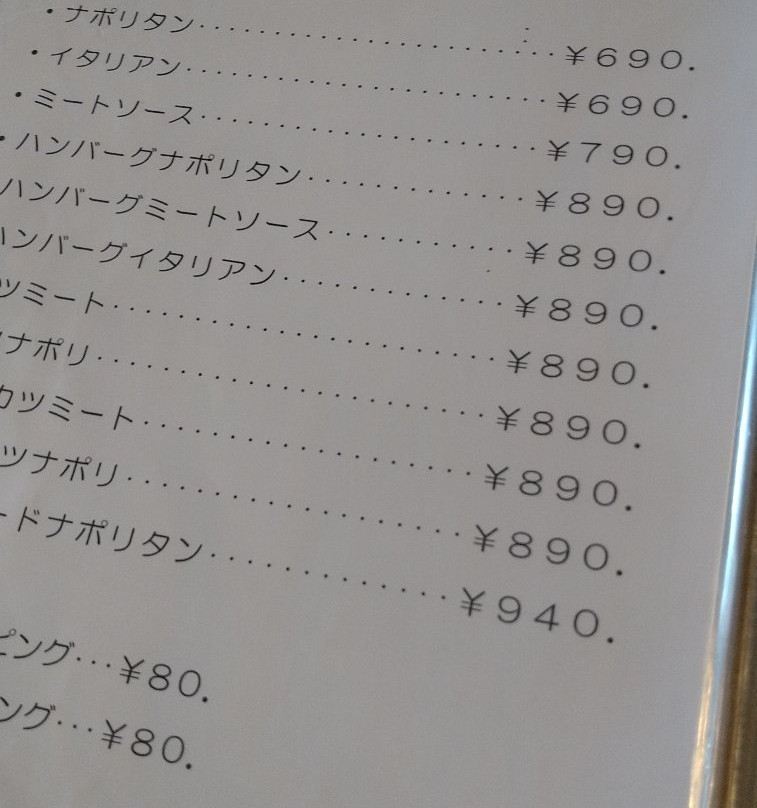 ・ナポリタン‥‥‥‥‥‥‥‥‥‥‥‥‥‥¥690.
・イタリアン‥‥‥‥‥‥‥‥‥‥‥‥‥‥¥690.
・ミートソース‥‥‥‥‥‥‥‥‥‥‥‥‥¥790.
・ハンバーグナポリタン‥‥‥‥‥‥‥‥¥890.
ハンバーグミートソース‥‥‥‥‥‥‥¥890.
ハンバーグイタリアン‥‥‥‥‥‥‥‥¥890.
ツミート‥‥‥‥‥‥‥‥‥‥‥‥‥‥¥890.
ナポリ‥‥‥‥‥‥‥‥‥‥‥‥‥‥‥¥890.
カツミート‥‥‥‥‥‥‥‥‥‥‥‥‥¥890.
ツナポリ‥‥‥‥‥‥‥‥‥‥‥‥‥‥¥890.
ードナポリタン‥‥‥‥‥‥‥‥‥¥940.
ピング…¥80.
ング…¥80.